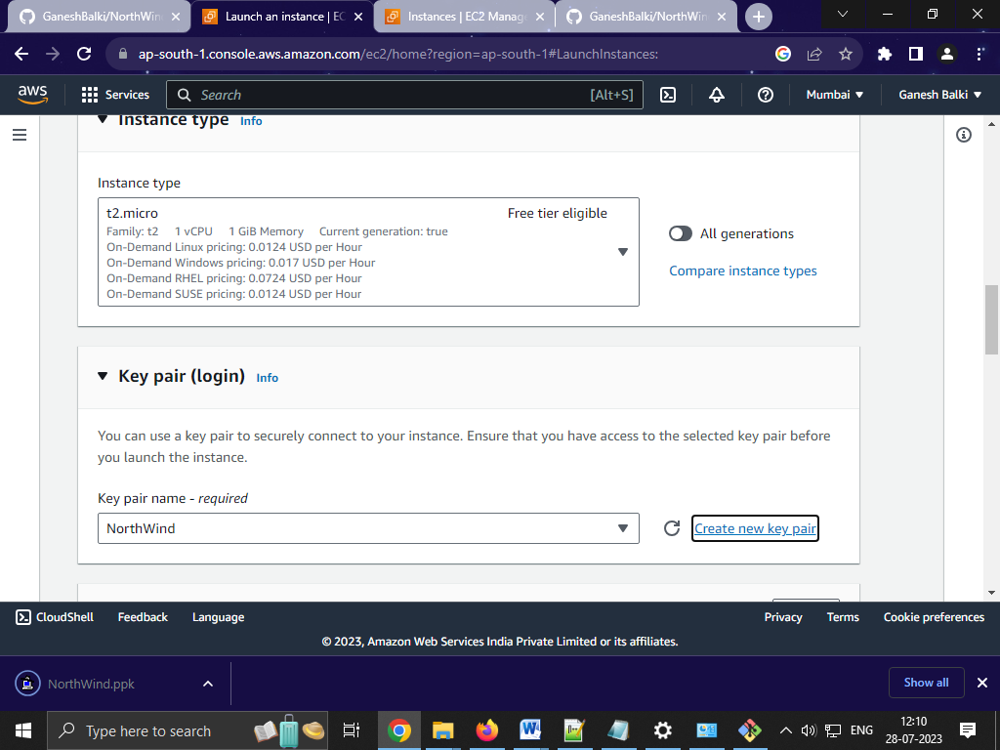 GaneshBalki/NorthWin
Launch an instance | EC
Instances | EC2 Manage
GaneshBalki/NorthWin
ap-south-1.console.aws.amazon.com/ec2/home?region=ap-south-1#LaunchInstances:
aws
Services
Search
[Alt+S]
Mumbai
Ganesh Balki
Instance type Info
Instance type
t2.micro
Free tier eligible
Family: t2 1 vCPU 1 GiB Memory Current generation: true
On-Demand Linux pricing: 0.0124 USD per Hour
On-Demand Windows pricing: 0.017 USD per Hour
On-Demand RHEL pricing: 0.0724 USD per Hour
On-Demand SUSE pricing: 0.0124 USD per Hour
All generations
Compare instance types
Key pair (login) Info
You can use a key pair to securely connect to your instance. Ensure that you have access to the selected key pair before
you launch the instance.
Key pair name - required
NorthWind
Create new key pair
CloudShell Feedback Language
Privacy Terms Cookie preferences
© 2023, Amazon Web Services India Private Limited or its affiliates.
NorthWind.ppk
Show all
Type here to search
ENG
12:10
28-07-2023